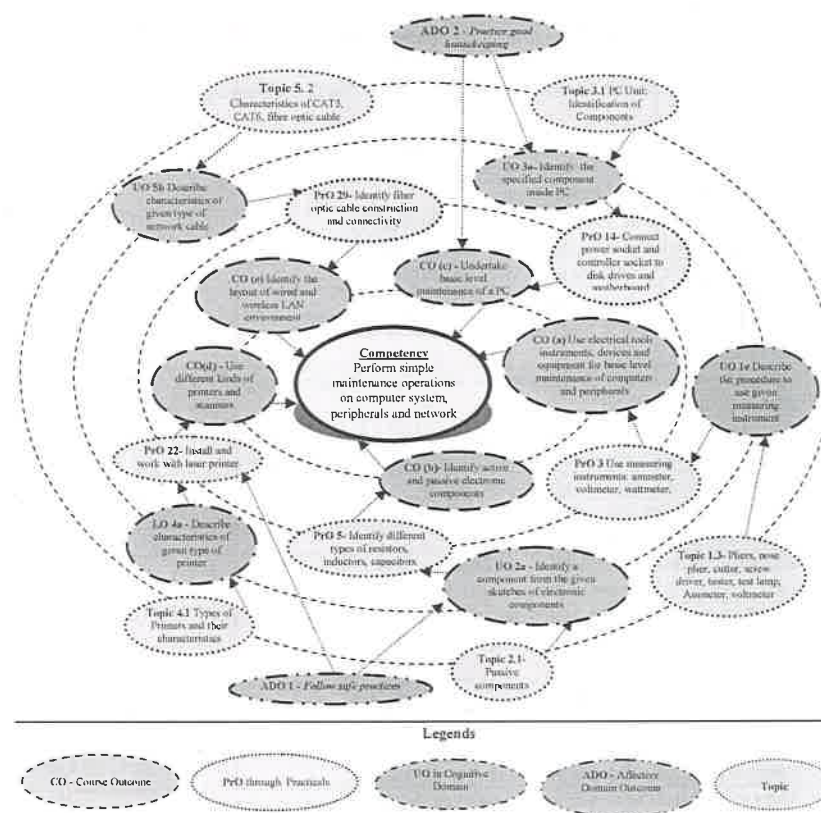 ADO 2 - Practice good
housekeeping
Topic 5. 2
Characteristics of CAT5,
CAT6, fibre optic cable
Topic 3.1 PC Unit;
Identification of
Components
UO 5b Describe
characteristics of
given type of
network cable
PrO 29- Identify fiber
optic cable construction
and connectivity
UO 3a- Identify the
specified component
inside PC
PrO 14- Connect
power socket and
controller socket to
disk drives and
motherboard
CO (e) Identify the
layout of wired and
wireless LAN
environment
CO (c) - Undertake
basic level
maintenance of a PC
Competency
Perform simple
maintenance operations
on computer system,
peripherals and network
CO (a) Use electrical tools
instruments, devices and
equipment for basic level
maintenance of computers
and peripherals
UO 1e Describe
the procedure to
use given
measuring
instrument
CO(d) - Use
different kinds of
printers and
scanners
PrO 22- Install and
work with laser printer
CO (b)- Identify active
and passive electronic
components
PrO 3 Use measuring
instruments: ammeter,
voltmeter, wattmeter,
LO 4a - Describe
characteristics of
given type of
printer
PrO 5- Identify different
types of resistors,
inductors, capacitors
UO 2a - Identify a
component from the given
sketches of electronic
components
Topic 1.3- Pliers, nose
plier, cutter, screw
driver, tester, test lamp,
Ammeter, voltmeter
Topic 4.1 Types of
Printers and their
characteristics
Topic 2.1-
Passive
components
ADO 1 - Follow safe practices
Legends
CO - Course Outcome
PrO through Practicals
UO in Cognitive
Domain
ADO - Affective
Domain Outcome
Topic